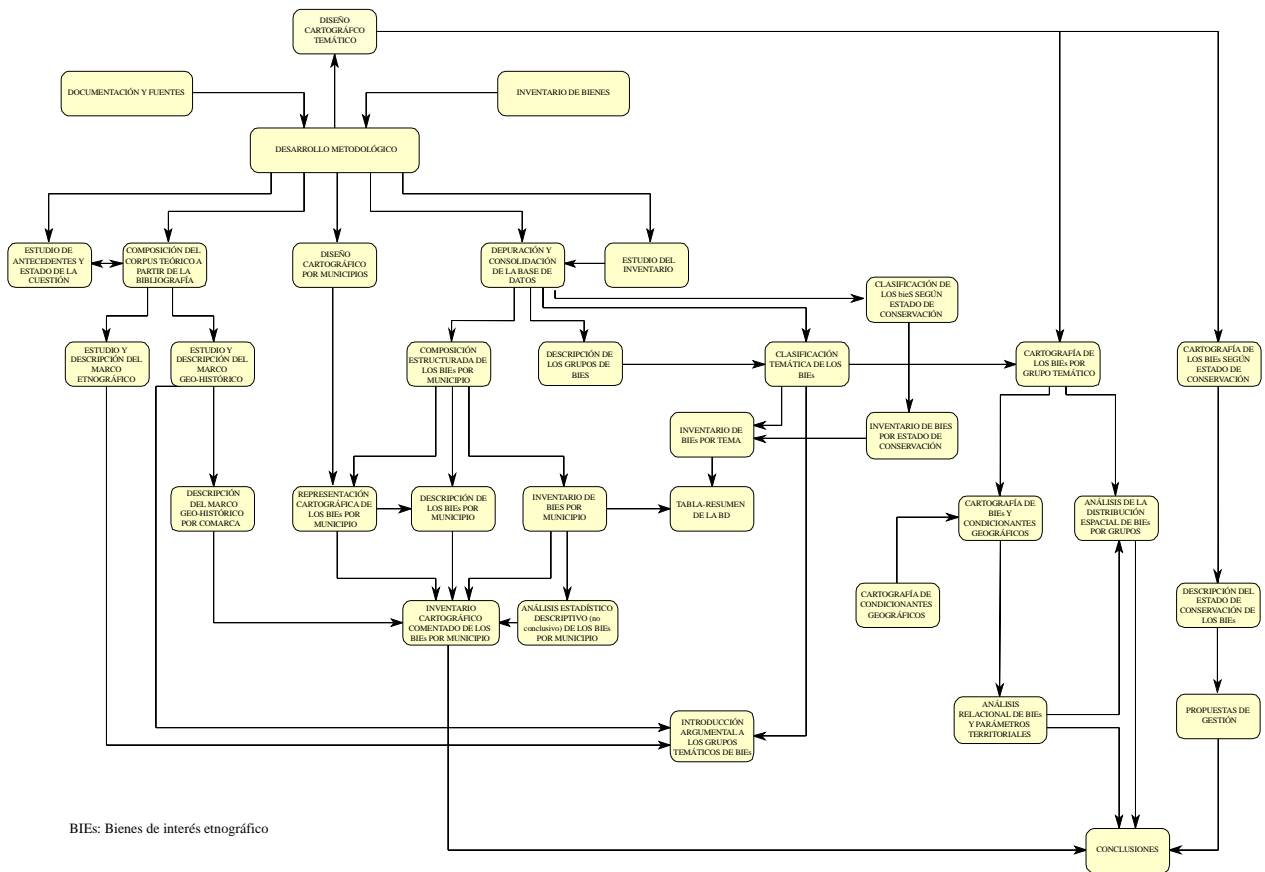 DISEÑO
CARTOGRÁFCO
TEMÁTICO
DOCUMENTACIÓN Y FUENTES
INVENTARIO DE BIENES
DESARROLLO METODOLÓGICO
ESTUDIO DE
ANTECEDENTES Y
ESTADO DE LA
CUESTIÓN
COMPOSICIÓN DEL
CORPUS TEÓRICO A
PARTIR DE LA
BIBLIOGRAFÍA
DISEÑO
CARTOGRÁFICO
POR MUNICIPIOS
DEPURACIÓN Y
CONSOLIDACIÓN
DE LA BASE DE
DATOS
ESTUDIO DEL
INVENTARIO
CLASIFICACIÓN DE
LOS bieS SEGÚN
ESTADO DE
CONSERVACIÓN
ESTUDIO Y
DESCRIPCIÓN DEL
MARCO
ETNOGRÁFICO
ESTUDIO Y
DESCRIPCIÓN DEL
MARCO
GEO-HISTÓRICO
COMPOSICIÓN
ESTRUCTURADA DE
LOS BIEs POR
MUNICIPIO
DESCRIPCIÓN DE
LOS GRUPOS DE
BIES
CLASIFICACIÓN
TEMÁTICA DE LOS
BIEs
CARTOGRAFÍA DE
LOS BIEs POR
GRUPO TEMÁTICO
CARTOGRAFÍA DE
LOS BIEs SEGÚN
ESTADO DE
CONSERVACIÓN
INVENTARIO DE
BIEs POR TEMA
INVENTARIO DE BIES
POR ESTADO DE
CONSERVACIÓN
DESCRIPCIÓN
DEL MARCO
GEO-HISTÓRICO
POR COMARCA
REPRESENTACIÓN
CARTOGRÁFICA DE
LOS BIEs POR
MUNICIPIO
DESCRIPCIÓN DE
LOS BIEs POR
MUNICIPIO
INVENTARIO DE
BIES POR
MUNICIPIO
TABLA-RESUMEN
DE LA BD
CARTOGRAFÍA DE
BIEs Y
CONDICIONANTES
GEOGRÁFICOS
ANÁLISIS DE LA
DISTRIBUCIÓN
ESPACIAL DE BIEs
POR GRUPOS
INVENTARIO
CARTOGRÁFICO
COMENTADO DE LOS
BIEs POR MUNICIPIO
ANÁLISIS ESTADÍSTICO
DESCRIPTIVO (no
conclusivo) DE LOS BIEs
POR MUNICIPIO
CARTOGRAFÍA DE
CONDICIONANTES
GEOGRÁFICOS
DESCRIPCIÓN DEL
ESTADO DE
CONSERVACIÓN DE
LOS BIEs
INTRODUCCIÓN
ARGUMENTAL A
LOS GRUPOS
TEMÁTICOS DE BIEs
ANÁLISIS
RELACIONAL DE BIEs
Y PARÁMETROS
TERRITORIALES
PROPUESTAS DE
GESTIÓN
BIEs: Bienes de interés etnográfico
CONCLUSIONES